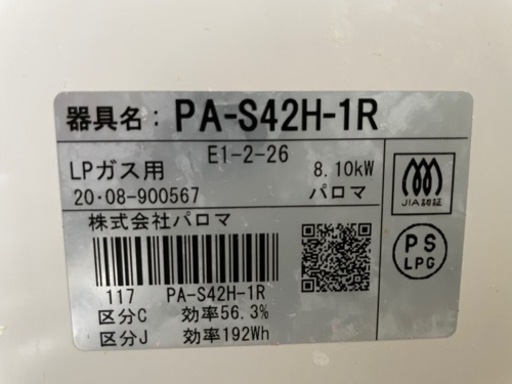 器具名： PA-S42H-1R
E1-2-26
LPガス用 8.10kW
20・08-900567 パロマ
株式会社パロマ
117 PA-S42H-1R
区分C 効率56.3%
区分J 効率192Wh
JIA認証
PS
LPG